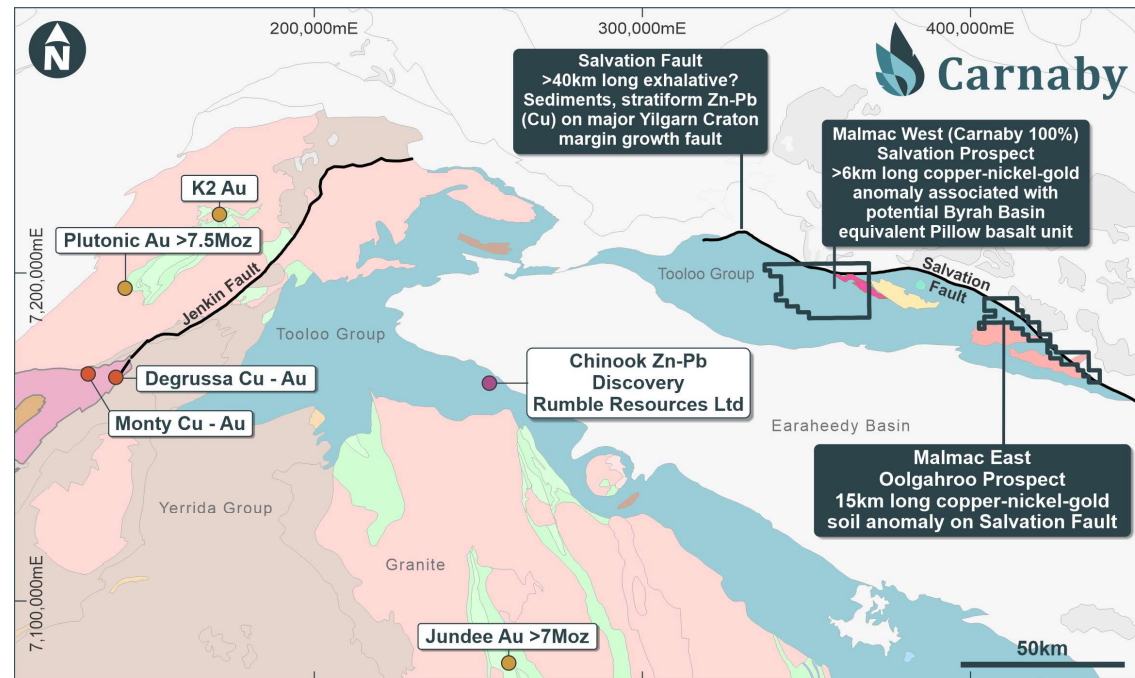 200,000mE
300,000mE
400,000mE
N
Carnaby
Salvation Fault
>40km long exhalative?
Sediments, stratiform Zn-Pb
(Cu) on major Yilgarn Craton
margin growth fault
Malmac West (Carnaby 100%)
Salvation Prospect
>6km long copper-nickel-gold
anomaly associated with
potential Byrah Basin
equivalent Pillow basalt unit
K2 Au
Plutonic Au >7.5Moz
7,200,000mE
Jenkin Fault
Tooloo Group
Salvation
Fault
Tooloo Group
Degrussa Cu - Au
Monty Cu - Au
Chinook Zn-Pb
Discovery
Rumble Resources Ltd
Earaheedy Basin
Malmac East
Oolgahroo Prospect
15km long copper-nickel-gold
soil anomaly on Salvation Fault
Yerrida Group
Granite
7,100,000mE
Jundee Au >7Moz
50km